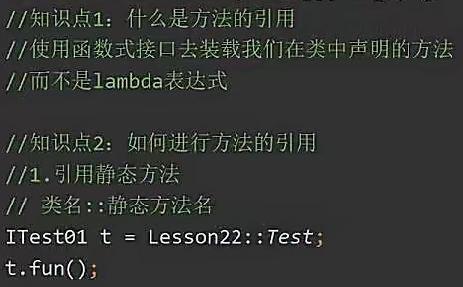 //知识点1: 什么是方法的引用
//使用函数式接口去装载我们在类中声明的方法
//而不是lambda表达式
//知识点2: 如何进行方法的引用
//1.引用静态方法
// 类名::静态方法名
ITest01 t = Lesson22::Test;
t.fun();